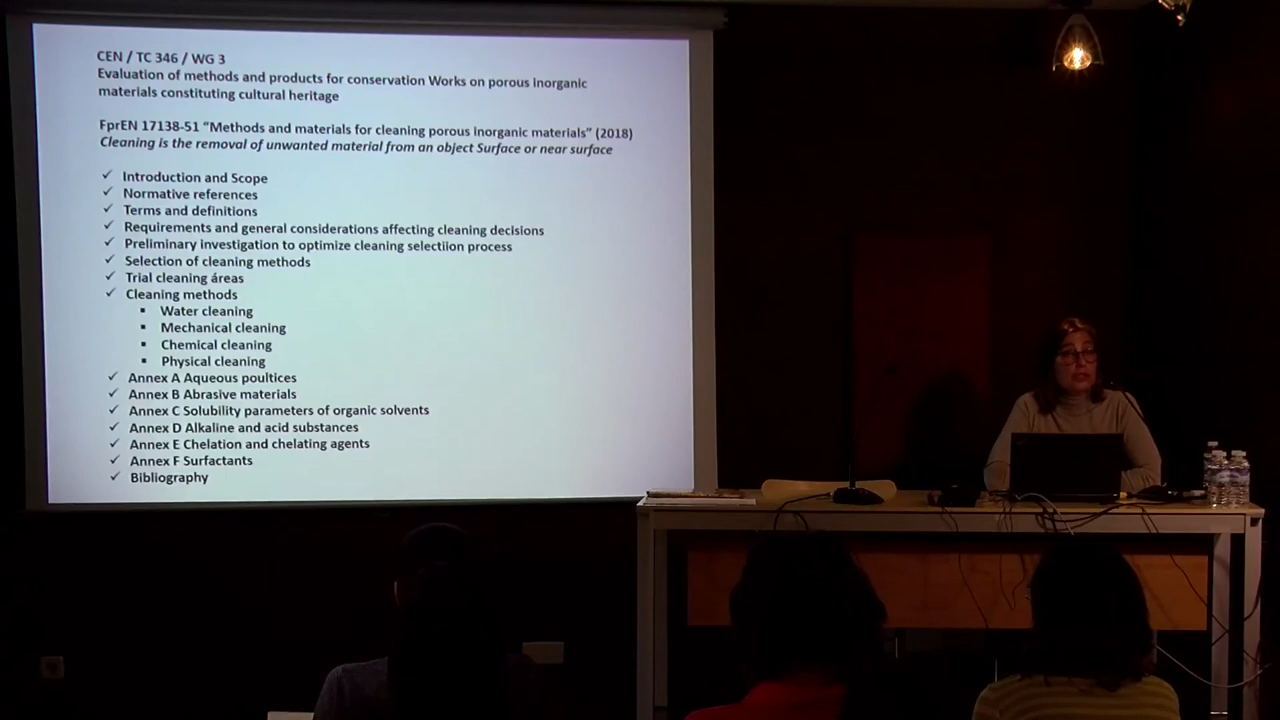 CEN / TC 346 / WG 3
Evaluation of methods and products for conservation Works on porous inorganic
materials constituting cultural heritage
FprEN 17138-51 “Methods and materials for cleaning porous inorganic materials” (2018)
Cleaning is the removal of unwanted material from an object Surface or near surface
✓ Introduction and Scope
✓ Normative references
✓ Terms and definitions
✓ Requirements and general considerations affecting cleaning decisions
✓ Preliminary investigation to optimize cleaning selectiion process
✓ Selection of cleaning methods
✓ Trial cleaning áreas
✓ Cleaning methods
▪ Water cleaning
▪ Mechanical cleaning
▪ Chemical cleaning
▪ Physical cleaning
✓ Annex A Aqueous poultices
✓ Annex B Abrasive materials
✓ Annex C Solubility parameters of organic solvents
✓ Annex D Alkaline and acid substances
✓ Annex E Chelation and chelating agents
✓ Annex F Surfactants
✓ Bibliography